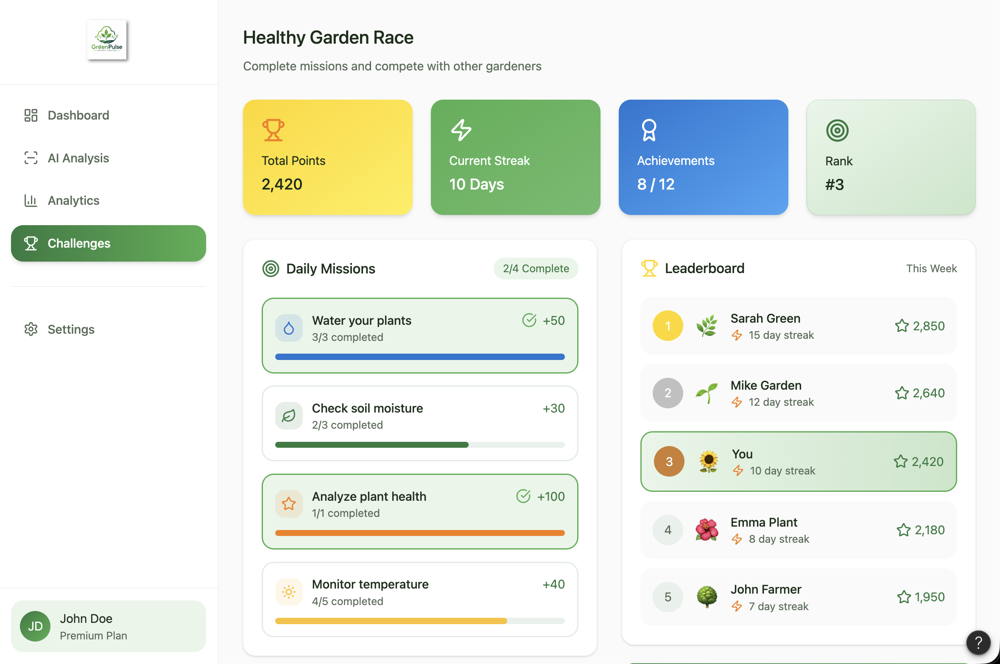 GreenPulse
Dashboard
AI Analysis
Analytics
Challenges
Settings
JD
John Doe
Premium Plan
Healthy Garden Race
Complete missions and compete with other gardeners
Total Points
2,420
Current Streak
10 Days
Achievements
8 / 12
Rank
#3
Daily Missions
2/4 Complete
Water your plants
+50
3/3 completed
Check soil moisture
+30
2/3 completed
Analyze plant health
+100
1/1 completed
Monitor temperature
+40
4/5 completed
Leaderboard
This Week
1
Sarah Green
15 day streak
2,850
2
Mike Garden
12 day streak
2,640
3
You
10 day streak
2,420
4
Emma Plant
8 day streak
2,180
5
John Farmer
7 day streak
1,950
?